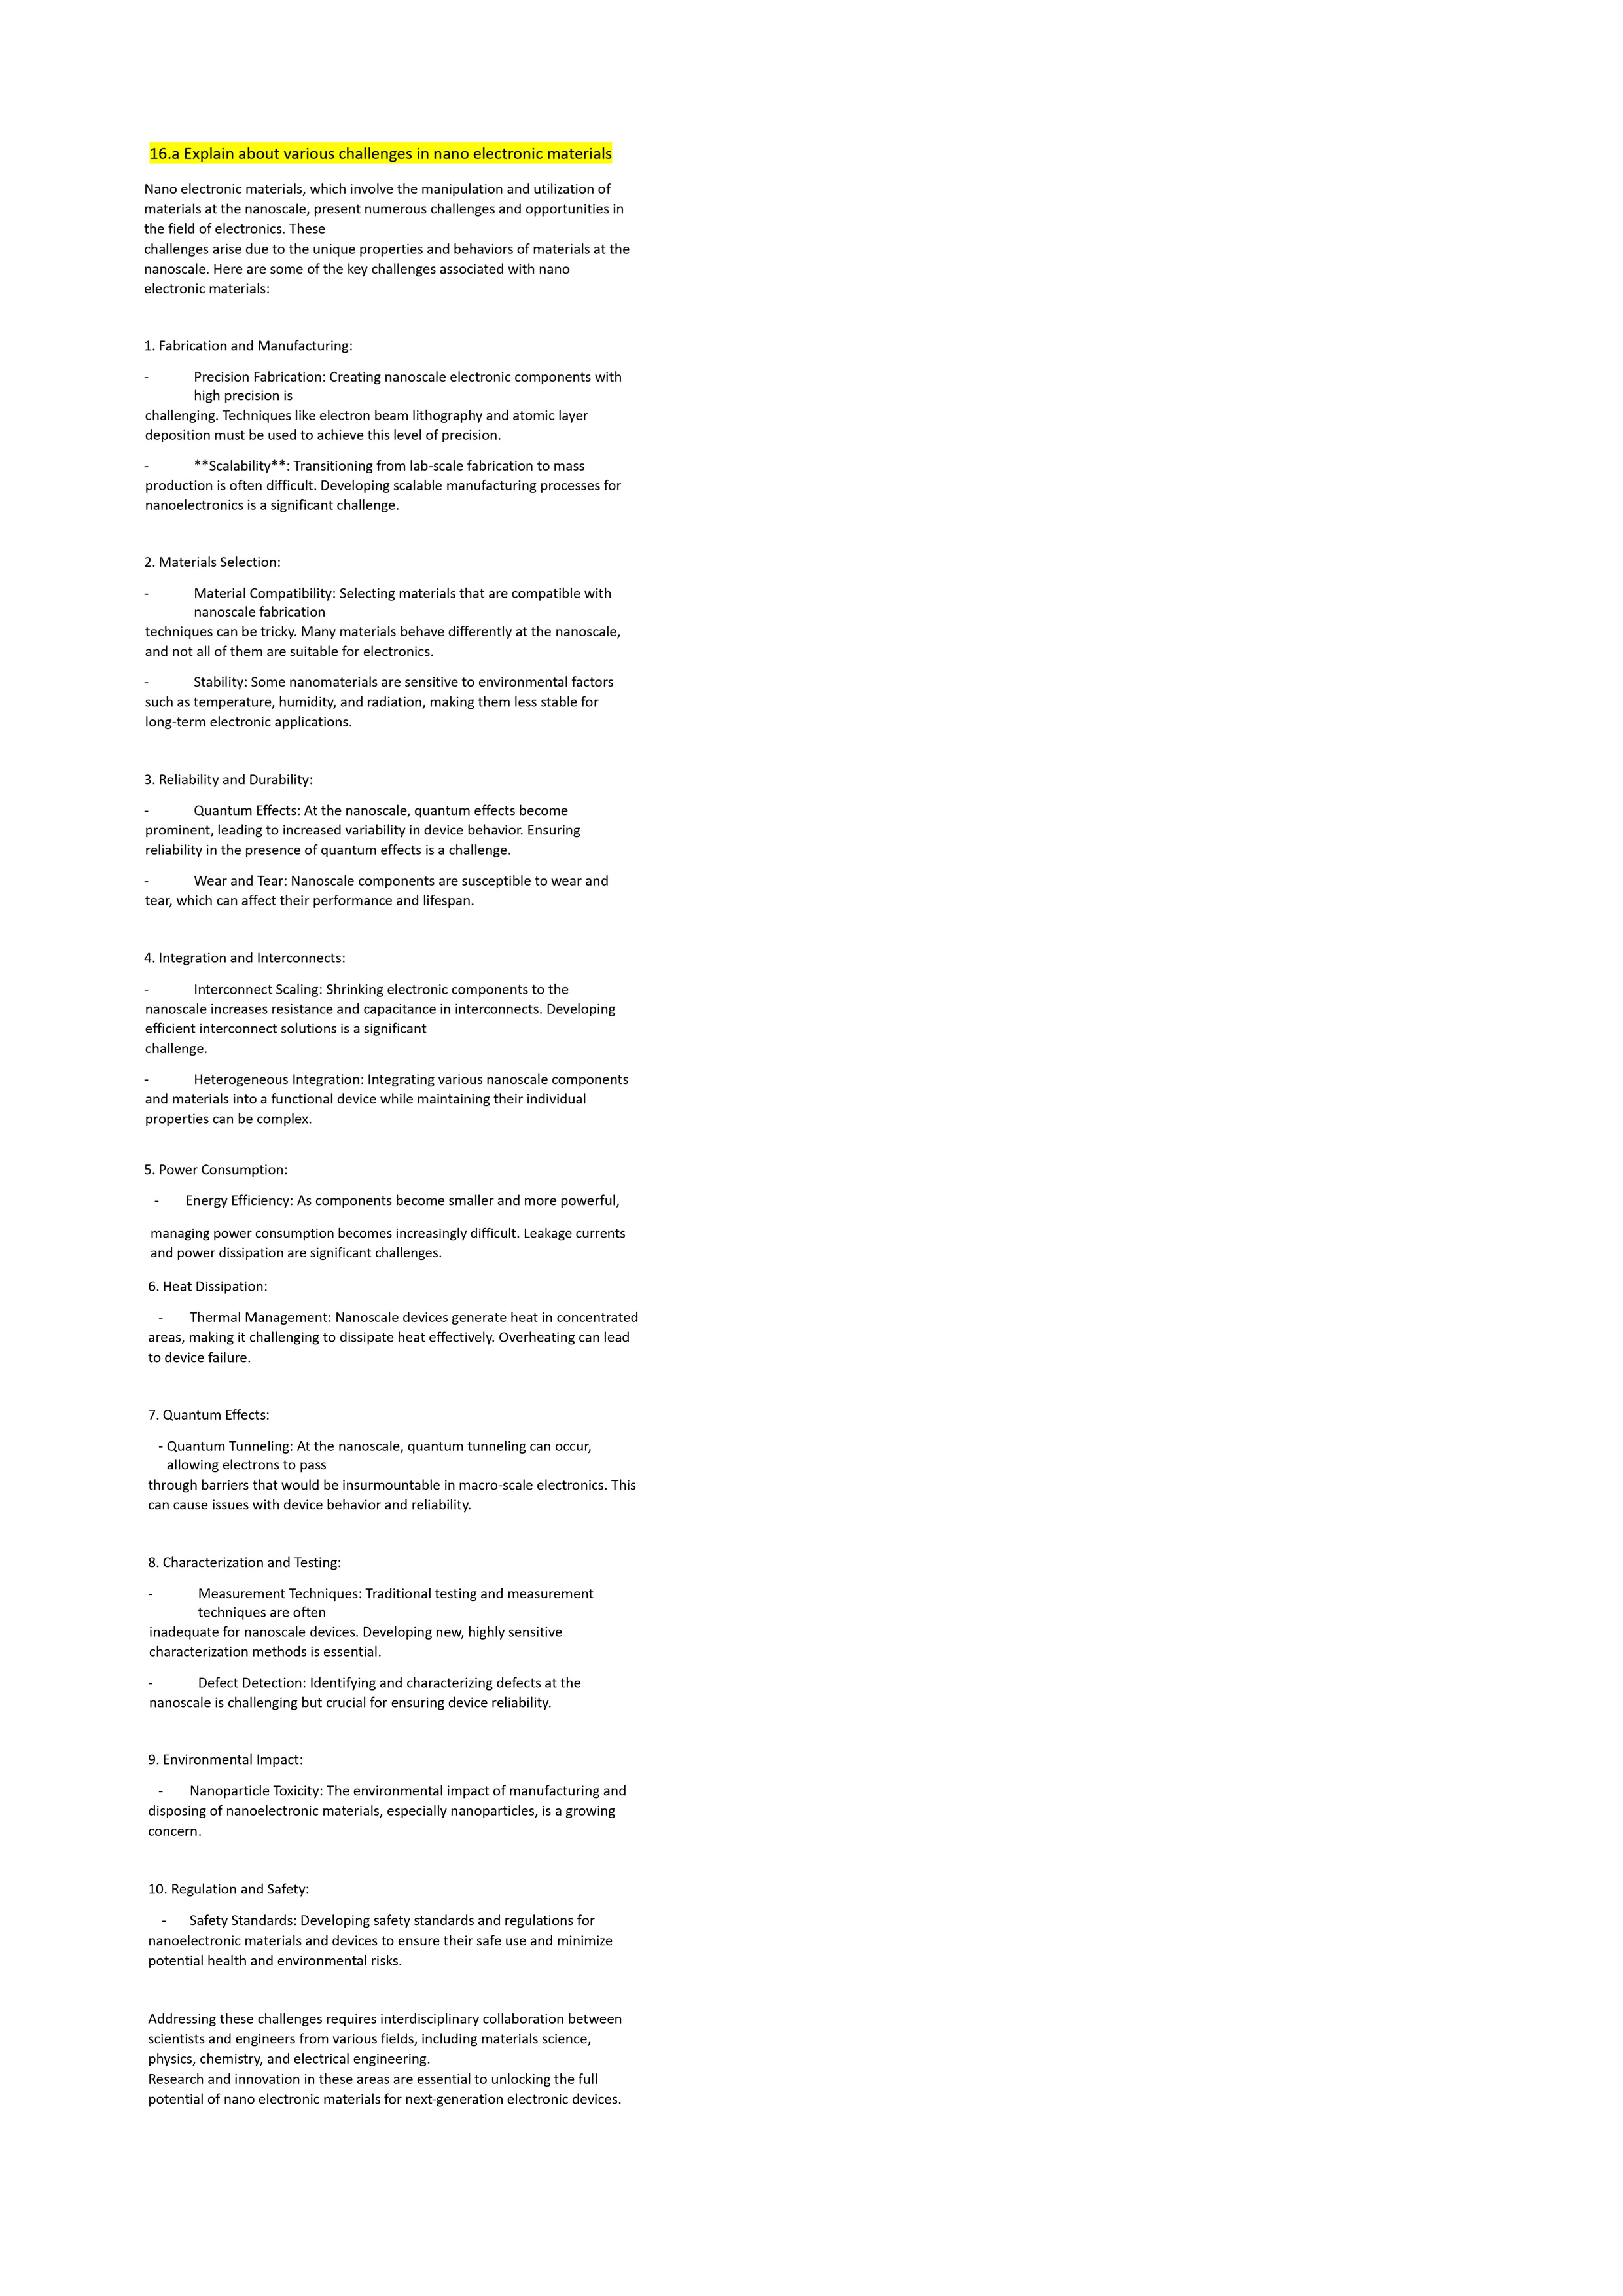 16.a Explain about various challenges in nano electronic materials
Nano electronic materials, which involve the manipulation and utilization of
materials at the nanoscale, present numerous challenges and opportunities in
the field of electronics. These
challenges arise due to the unique properties and behaviors of materials at the
nanoscale. Here are some of the key challenges associated with nano
electronic materials:
1. Fabrication and Manufacturing:
- Precision Fabrication: Creating nanoscale electronic components with
high precision is
challenging. Techniques like electron beam lithography and atomic layer
deposition must be used to achieve this level of precision.
- **Scalability**: Transitioning from lab-scale fabrication to mass
production is often difficult. Developing scalable manufacturing processes for
nanoelectronics is a significant challenge.
2. Materials Selection:
- Material Compatibility: Selecting materials that are compatible with
nanoscale fabrication
techniques can be tricky. Many materials behave differently at the nanoscale,
and not all of them are suitable for electronics.
- Stability: Some nanomaterials are sensitive to environmental factors
such as temperature, humidity, and radiation, making them less stable for
long-term electronic applications.
3. Reliability and Durability:
- Quantum Effects: At the nanoscale, quantum effects become
prominent, leading to increased variability in device behavior. Ensuring
reliability in the presence of quantum effects is a challenge.
- Wear and Tear: Nanoscale components are susceptible to wear and
tear, which can affect their performance and lifespan.
4. Integration and Interconnects:
- Interconnect Scaling: Shrinking electronic components to the
nanoscale increases resistance and capacitance in interconnects. Developing
efficient interconnect solutions is a significant
challenge.
- Heterogeneous Integration: Integrating various nanoscale components
and materials into a functional device while maintaining their individual
properties can be complex.
5. Power Consumption:
- Energy Efficiency: As components become smaller and more powerful,
managing power consumption becomes increasingly difficult. Leakage currents
and power dissipation are significant challenges.
6. Heat Dissipation:
- Thermal Management: Nanoscale devices generate heat in concentrated
areas, making it challenging to dissipate heat effectively. Overheating can lead
to device failure.
7. Quantum Effects:
- Quantum Tunneling: At the nanoscale, quantum tunneling can occur,
allowing electrons to pass
through barriers that would be insurmountable in macro-scale electronics. This
can cause issues with device behavior and reliability.
8. Characterization and Testing:
- Measurement Techniques: Traditional testing and measurement
techniques are often
inadequate for nanoscale devices. Developing new, highly sensitive
characterization methods is essential.
- Defect Detection: Identifying and characterizing defects at the
nanoscale is challenging but crucial for ensuring device reliability.
9. Environmental Impact:
- Nanoparticle Toxicity: The environmental impact of manufacturing and
disposing of nanoelectronic materials, especially nanoparticles, is a growing
concern.
10. Regulation and Safety:
- Safety Standards: Developing safety standards and regulations for
nanoelectronic materials and devices to ensure their safe use and minimize
potential health and environmental risks.
Addressing these challenges requires interdisciplinary collaboration between
scientists and engineers from various fields, including materials science,
physics, chemistry, and electrical engineering.
Research and innovation in these areas are essential to unlocking the full
potential of nano electronic materials for next-generation electronic devices.